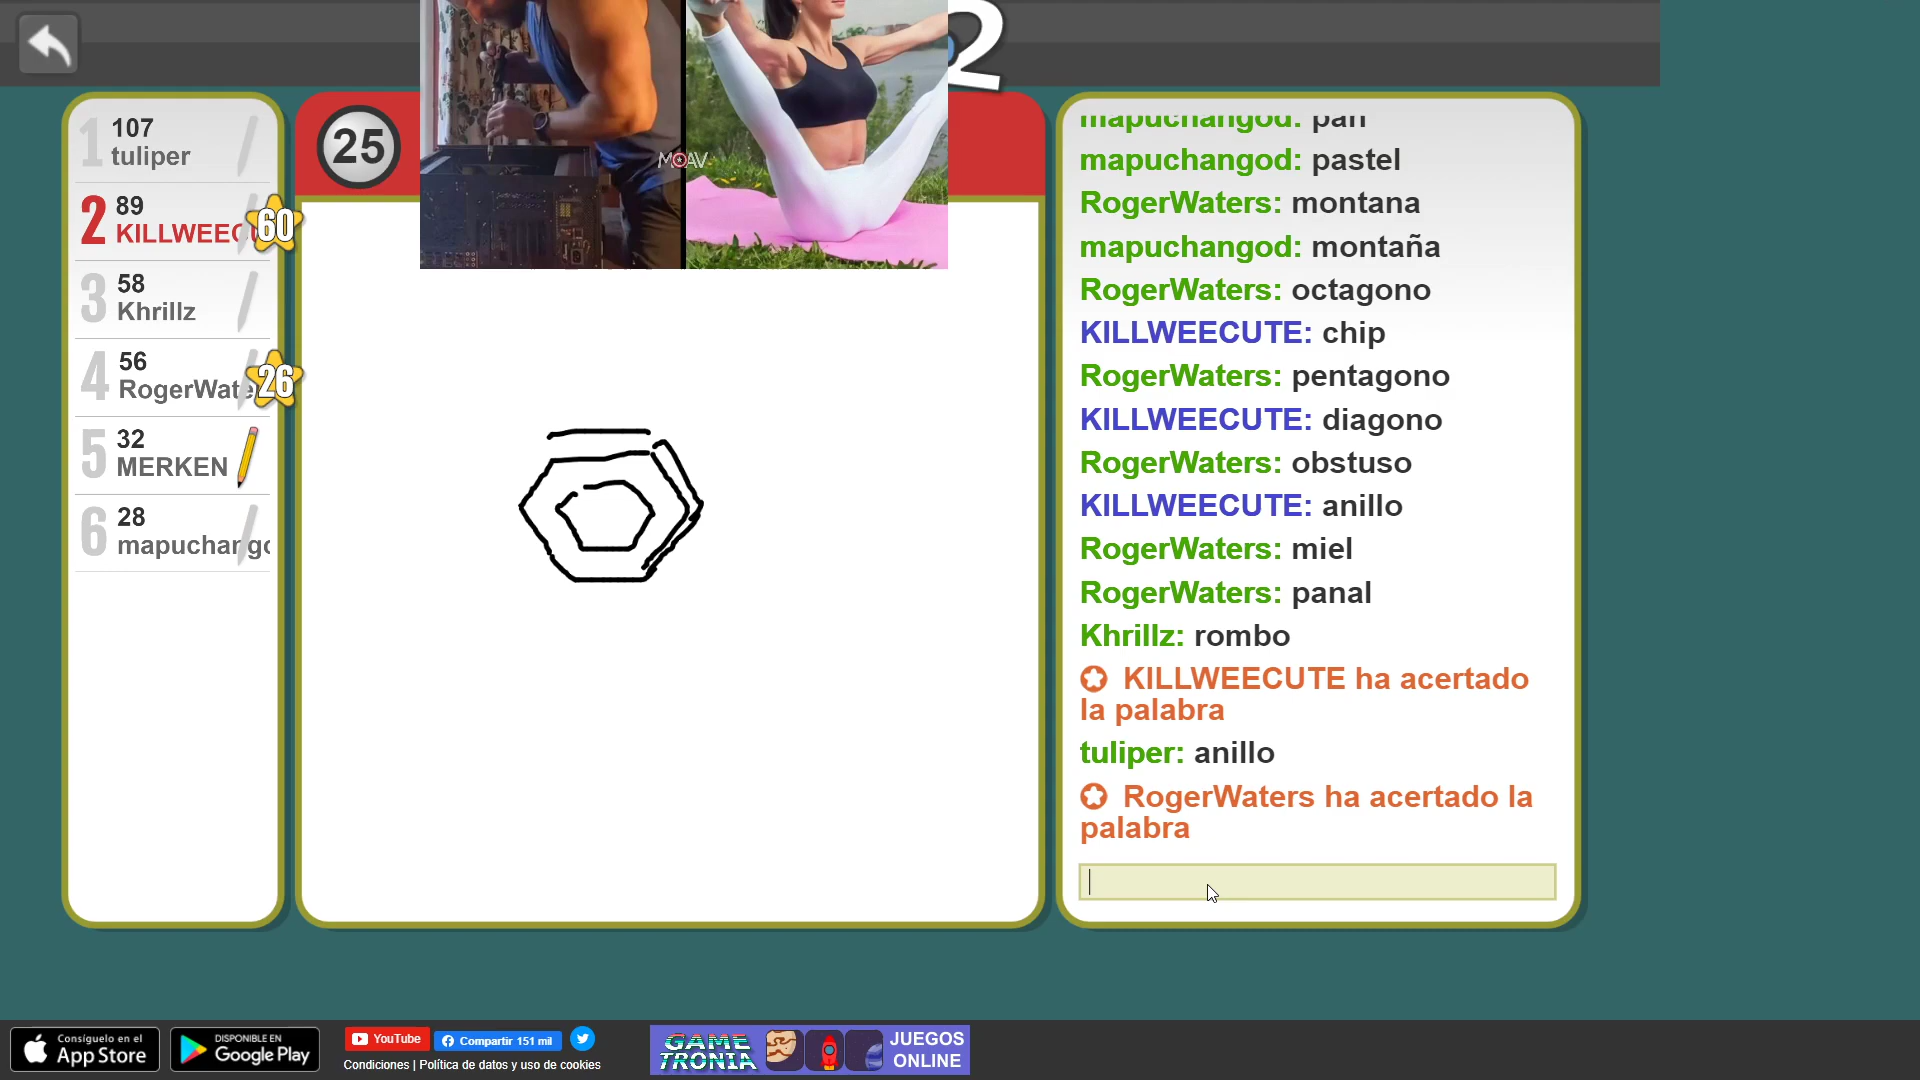 2
1
107
tuliper
2
89
60
3
58
Khrillz
4
56
26
5
32
MERKEN
6
28
25
MOAV
mapuchangod: pan
mapuchangod: pastel
RogerWaters: montana
mapuchangod: montaña
RogerWaters: octagono
KILLWEECUTE: chip
RogerWaters: pentagono
KILLWEECUTE: diagono
RogerWaters: obstuso
KILLWEECUTE: anillo
RogerWaters: miel
RogerWaters: panal
Khrillz: rombo
KILLWEECUTE ha acertado
la palabra
tuliper: anillo
RogerWaters ha acertado la
palabra
Consíguelo en el
App Store
DISPONIBLE EN
Google Play
YouTube
Compartir 151 mil
Condiciones | Política de datos y uso de cookies
GAME
TRONIA
JUEGOS
ONLINE